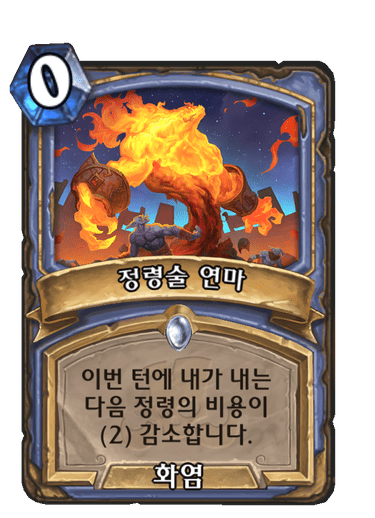 0
정령술 연마
이번 턴에 내가 내는
다음 정령의 비용이
(2) 감소합니다.
화염